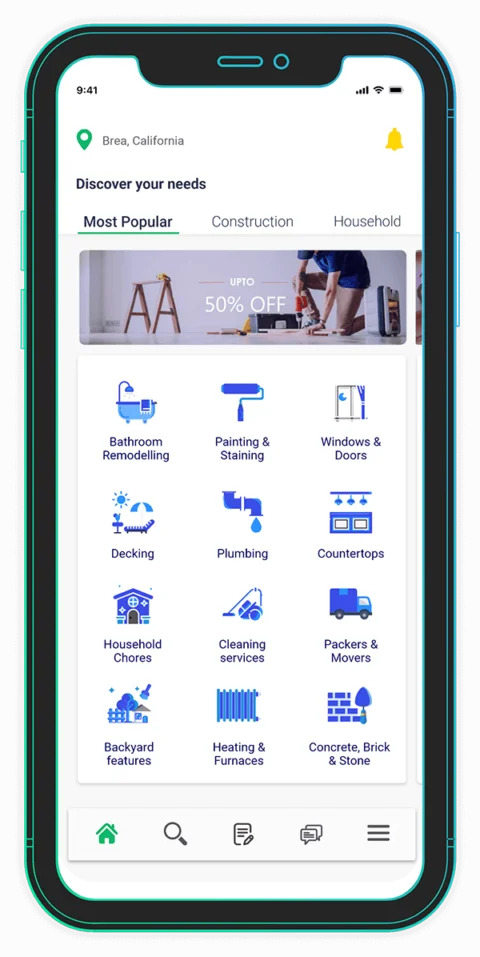 9:41
Brea, California
Discover your needs
Most Popular Construction Household
UPTO
50% OFF
Bathroom
Remodelling
Painting &
Staining
Windows &
Doors
Decking
Plumbing
Countertops
Household
Chores
Cleaning
services
Packers &
Movers
Backyard
features
Heating &
Furnaces
Concrete, Brick
& Stone